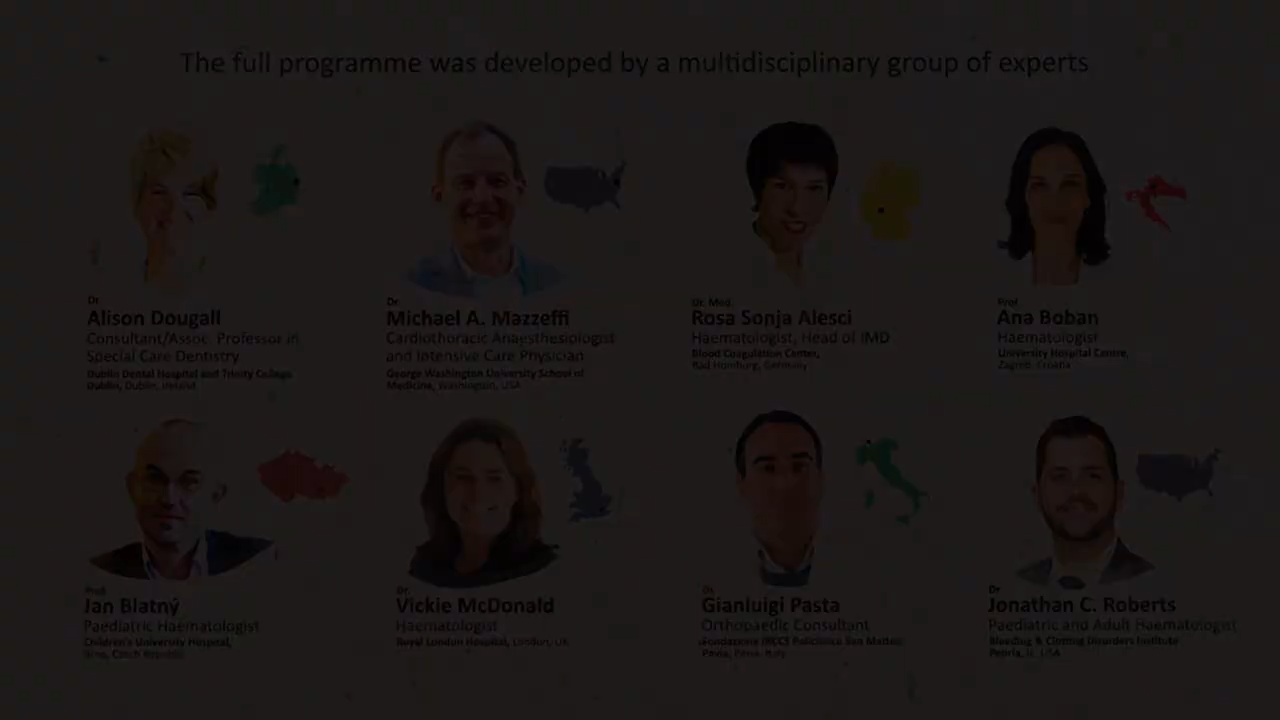 The full programme was developed by a multidisciplinary group of experts
Dr.
Alison Dougall
Consultant/Assoc. Professor in
Special Care Dentistry
Dublin Dental Hospital and Trinity College
Dublin, Dublin, Ireland
Dr.
Michael A. Mazzeffi
Cardiothoracic Anaesthesiologist
and Intensive Care Physician
George Washington University School of
Medicine, Washington, USA
Dr. Med.
Rosa Sonja Alesci
Haematologist, Head of IMD
Blood Coagulation Center,
Bad Homburg, Germany
Prof.
Ana Boban
Haematologist
University Hospital Centre,
Zagreb, Croatia
Prof.
Jan Blatný
Paediatric Haematologist
Children's University Hospital,
Brno, Czech Republic
Dr.
Vickie McDonald
Haematologist
Royal London Hospital, London, UK
Dr.
Gianluigi Pasta
Orthopaedic Consultant
Fondazione IRCCS Policlinico San Matteo
Pavia, Pavia, Italy
Dr.
Jonathan C. Roberts
Paediatric and Adult Haematologist
Bleeding & Clotting Disorders Institute
Peoria, IL USA